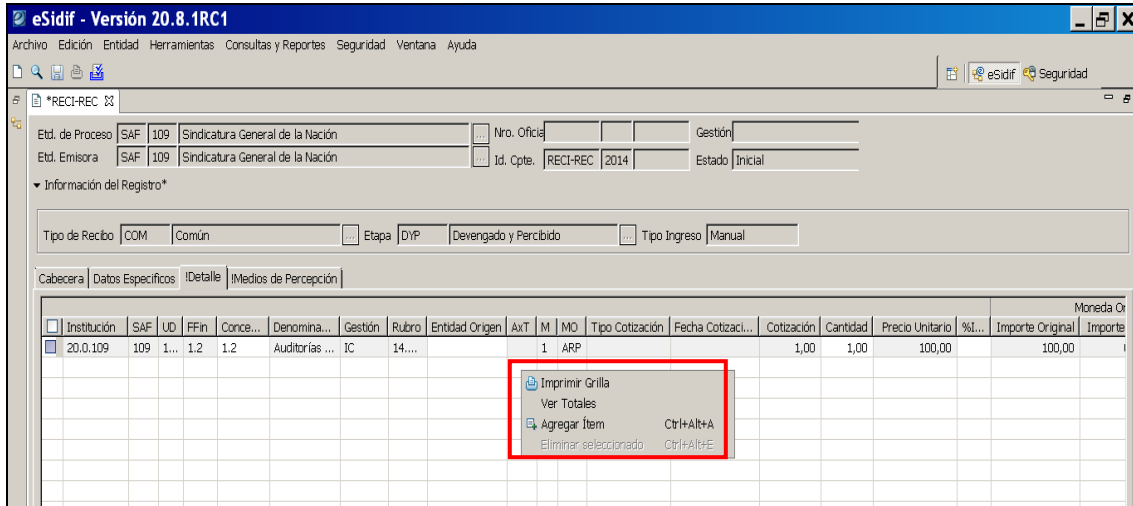 eSidif - Versión 20.8.1RC1
Archivo Edición Entidad Herramientas Consultas y Reportes Seguridad Ventana Ayuda
eSidif Seguridad
*RECI-REC
Etd. de Proceso SAF 109 Sindicatura General de la Nación ... Nro. Oficia Gestión
Etd. Emisora SAF 109 Sindicatura General de la Nación ... Id. Cpte. RECI-REC 2014 Estado Inicial
Información del Registro*
Tipo de Recibo COM Común ... Etapa DYP Devengado y Percibido ... Tipo Ingreso Manual
Cabecera Datos Especificos !Detalle !Medios de Percepción
Moneda Or
Institución SAF UD FFin Conce... Denomina... Gestión Rubro Entidad Origen AxT M MO Tipo Cotización Fecha Cotizaci... Cotización Cantidad Precio Unitario %I... Importe Original Importe
20.0.109 109 1... 1.2 1.2 Auditorías ... IC 14.... 1 ARP 1,00 1,00 100,00 100,00
Imprimir Grilla
Ver Totales
Agregar Ítem Ctrl+Alt+A
Eliminar seleccionado Ctrl+Alt+E